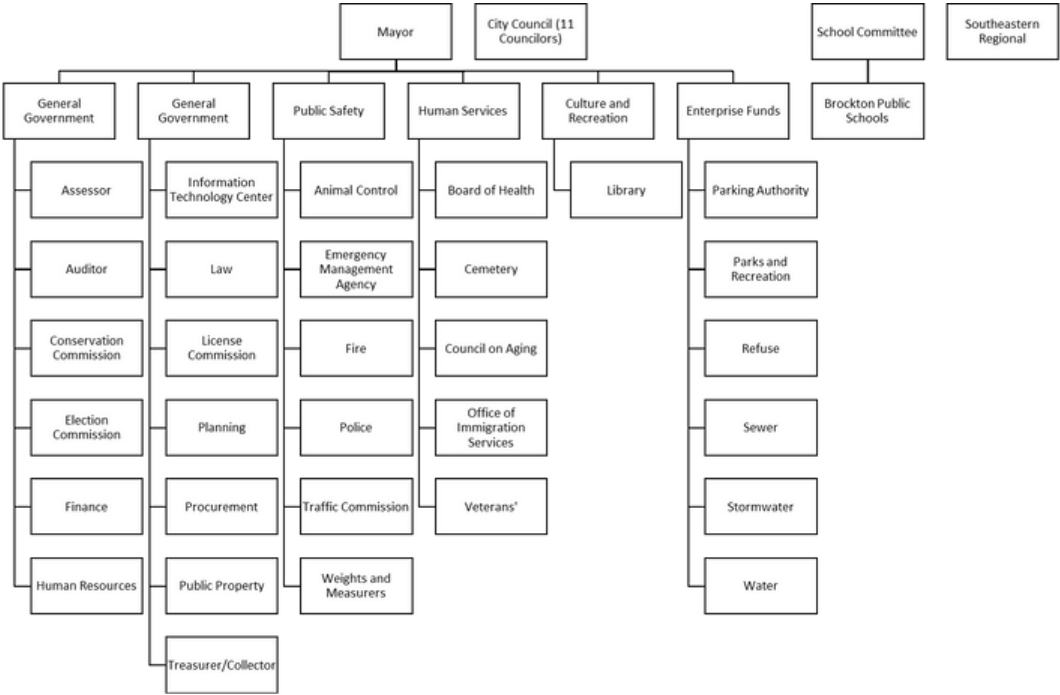 Mayor
City Council (11
Councilors)
School Committee
Southeastern
Regional
General
Government
General
Government
Public Safety
Human Services
Culture and
Recreation
Enterprise Funds
Brockton Public
Schools
Assessor
Information
Technology Center
Animal Control
Board of Health
Library
Parking Authority
Auditor
Law
Emergency
Management
Agency
Cemetery
Parks and
Recreation
Conservation
Commission
License
Commission
Fire
Council on Aging
Refuse
Election
Commission
Planning
Police
Office of
Immigration
Services
Sewer
Finance
Procurement
Traffic Commission
Veterans'
Stormwater
Human Resources
Public Property
Weights and
Measurers
Water
Treasurer/Collector